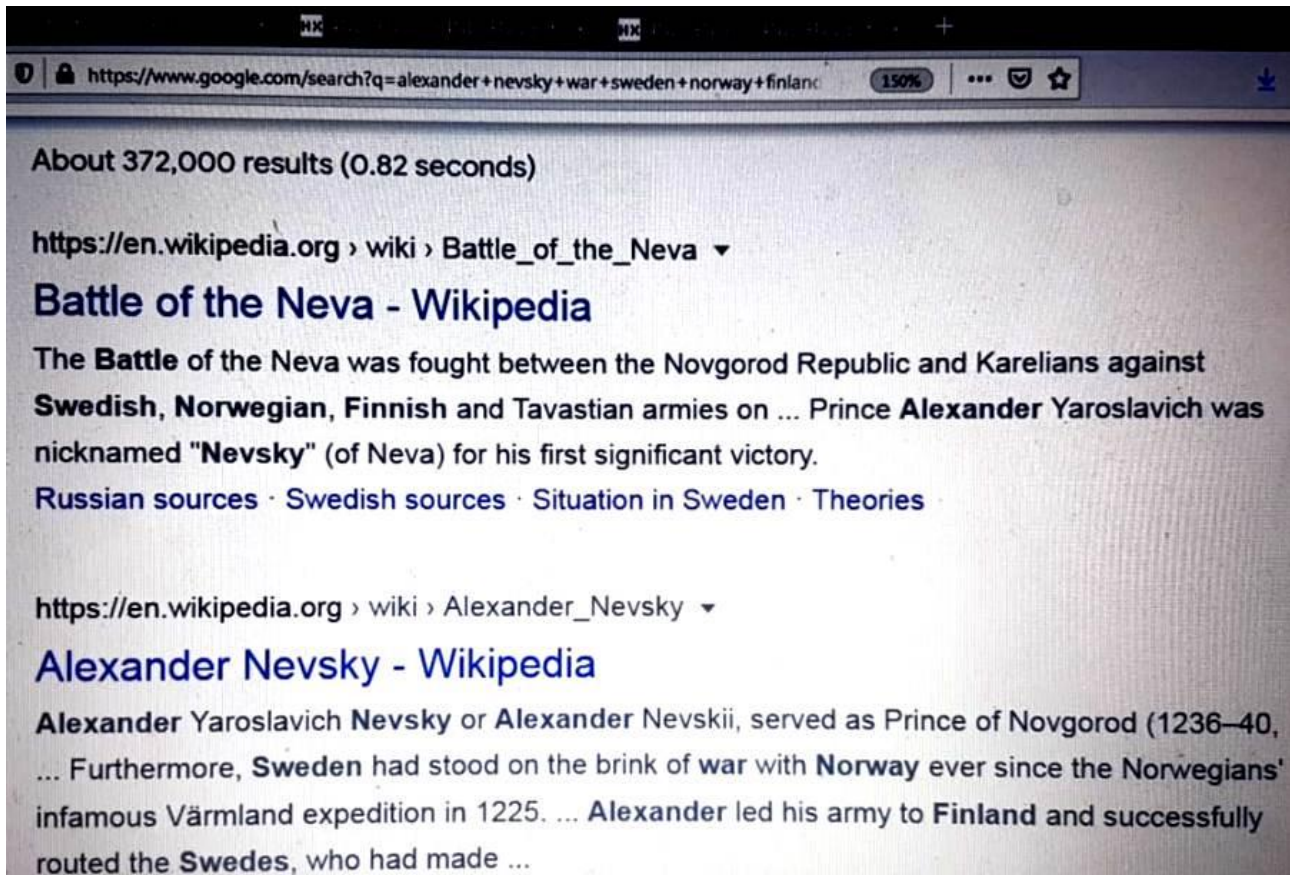 HX
HX
https://www.google.com/search?q=alexander+nevsky+war+sweden+norway+finland 150%
About 372,000 results (0.82 seconds)
https://en.wikipedia.org › wiki › Battle_of_the_Neva
Battle of the Neva - Wikipedia
The Battle of the Neva was fought between the Novgorod Republic and Karelians against
Swedish, Norwegian, Finnish and Tavastian armies on ... Prince Alexander Yaroslavich was
nicknamed "Nevsky" (of Neva) for his first significant victory.
Russian sources · Swedish sources · Situation in Sweden · Theories
https://en.wikipedia.org › wiki › Alexander_Nevsky
Alexander Nevsky - Wikipedia
Alexander Yaroslavich Nevsky or Alexander Nevskii, served as Prince of Novgorod (1236–40,
... Furthermore, Sweden had stood on the brink of war with Norway ever since the Norwegians'
infamous Värmland expedition in 1225. ... Alexander led his army to Finland and successfully
routed the Swedes, who had made ...